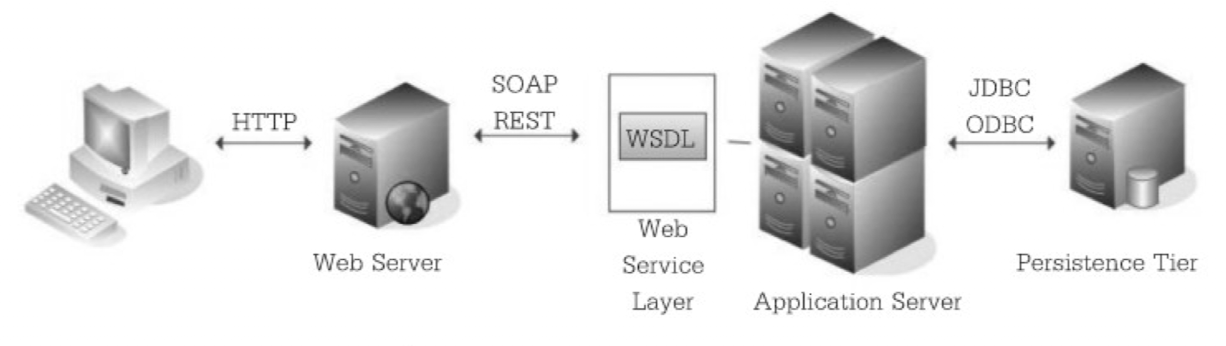 HTTP
Web Server
SOAP
REST
WSDL
Web
Service
Layer
Application Server
JDBC
ODBC
Persistence Tier